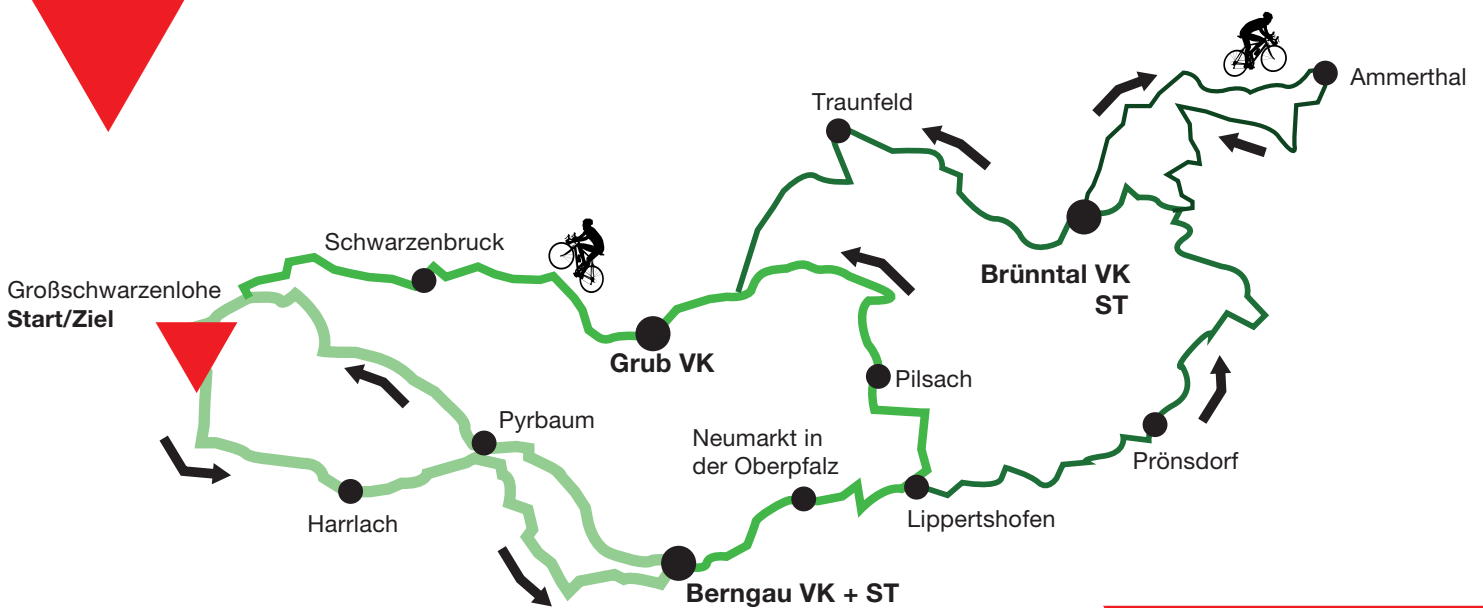 Ammerthal
Traunfeld
Schwarzenbruck
Brünntal VK
ST
Großschwarzenlohe
Start/Ziel
Grub VK
Pilsach
Pyrbaum
Neumarkt in
der Oberpfalz
Prönsdorf
Harrlach
Lippertshofen
Berngau VK + ST